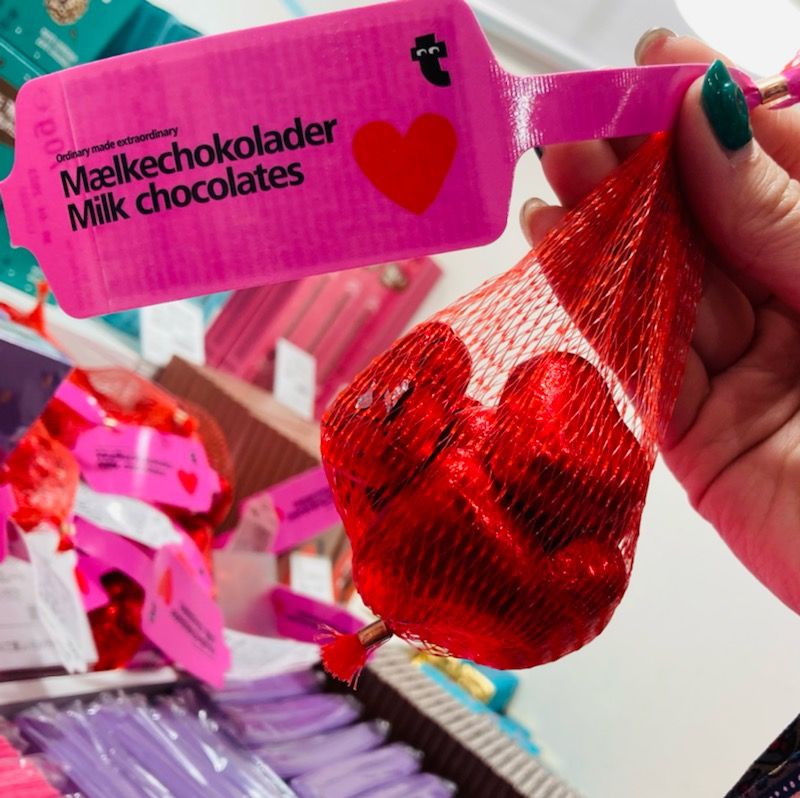 Ordinary made extraordinary
Mælkechokolader
Milk chocolates